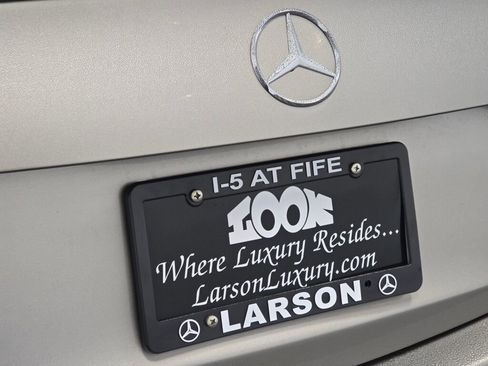 I-5 AT FIFE
LOOK
Where Luxury Resides...
LarsonLuxury.com
LARSON